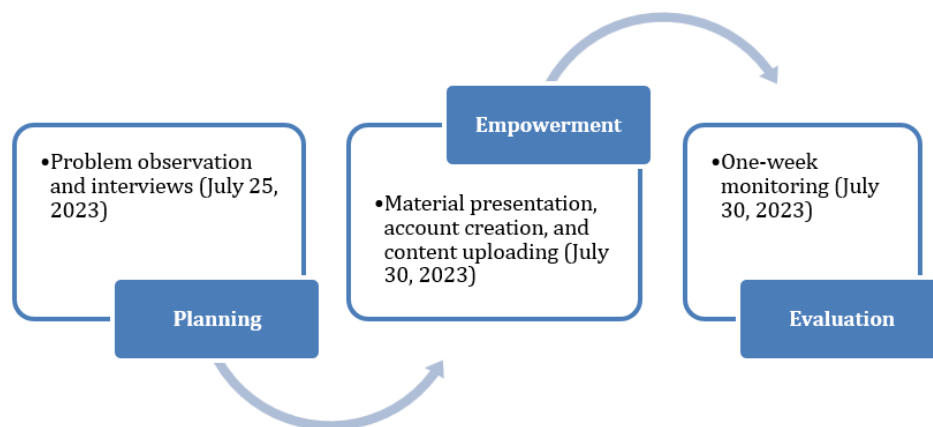 •Problem observation
and interviews (July 25,
2023)
Planning
Empowerment
•Material presentation,
account creation, and
content uploading (July
30, 2023)
•One-week
monitoring (July
30, 2023)
Evaluation